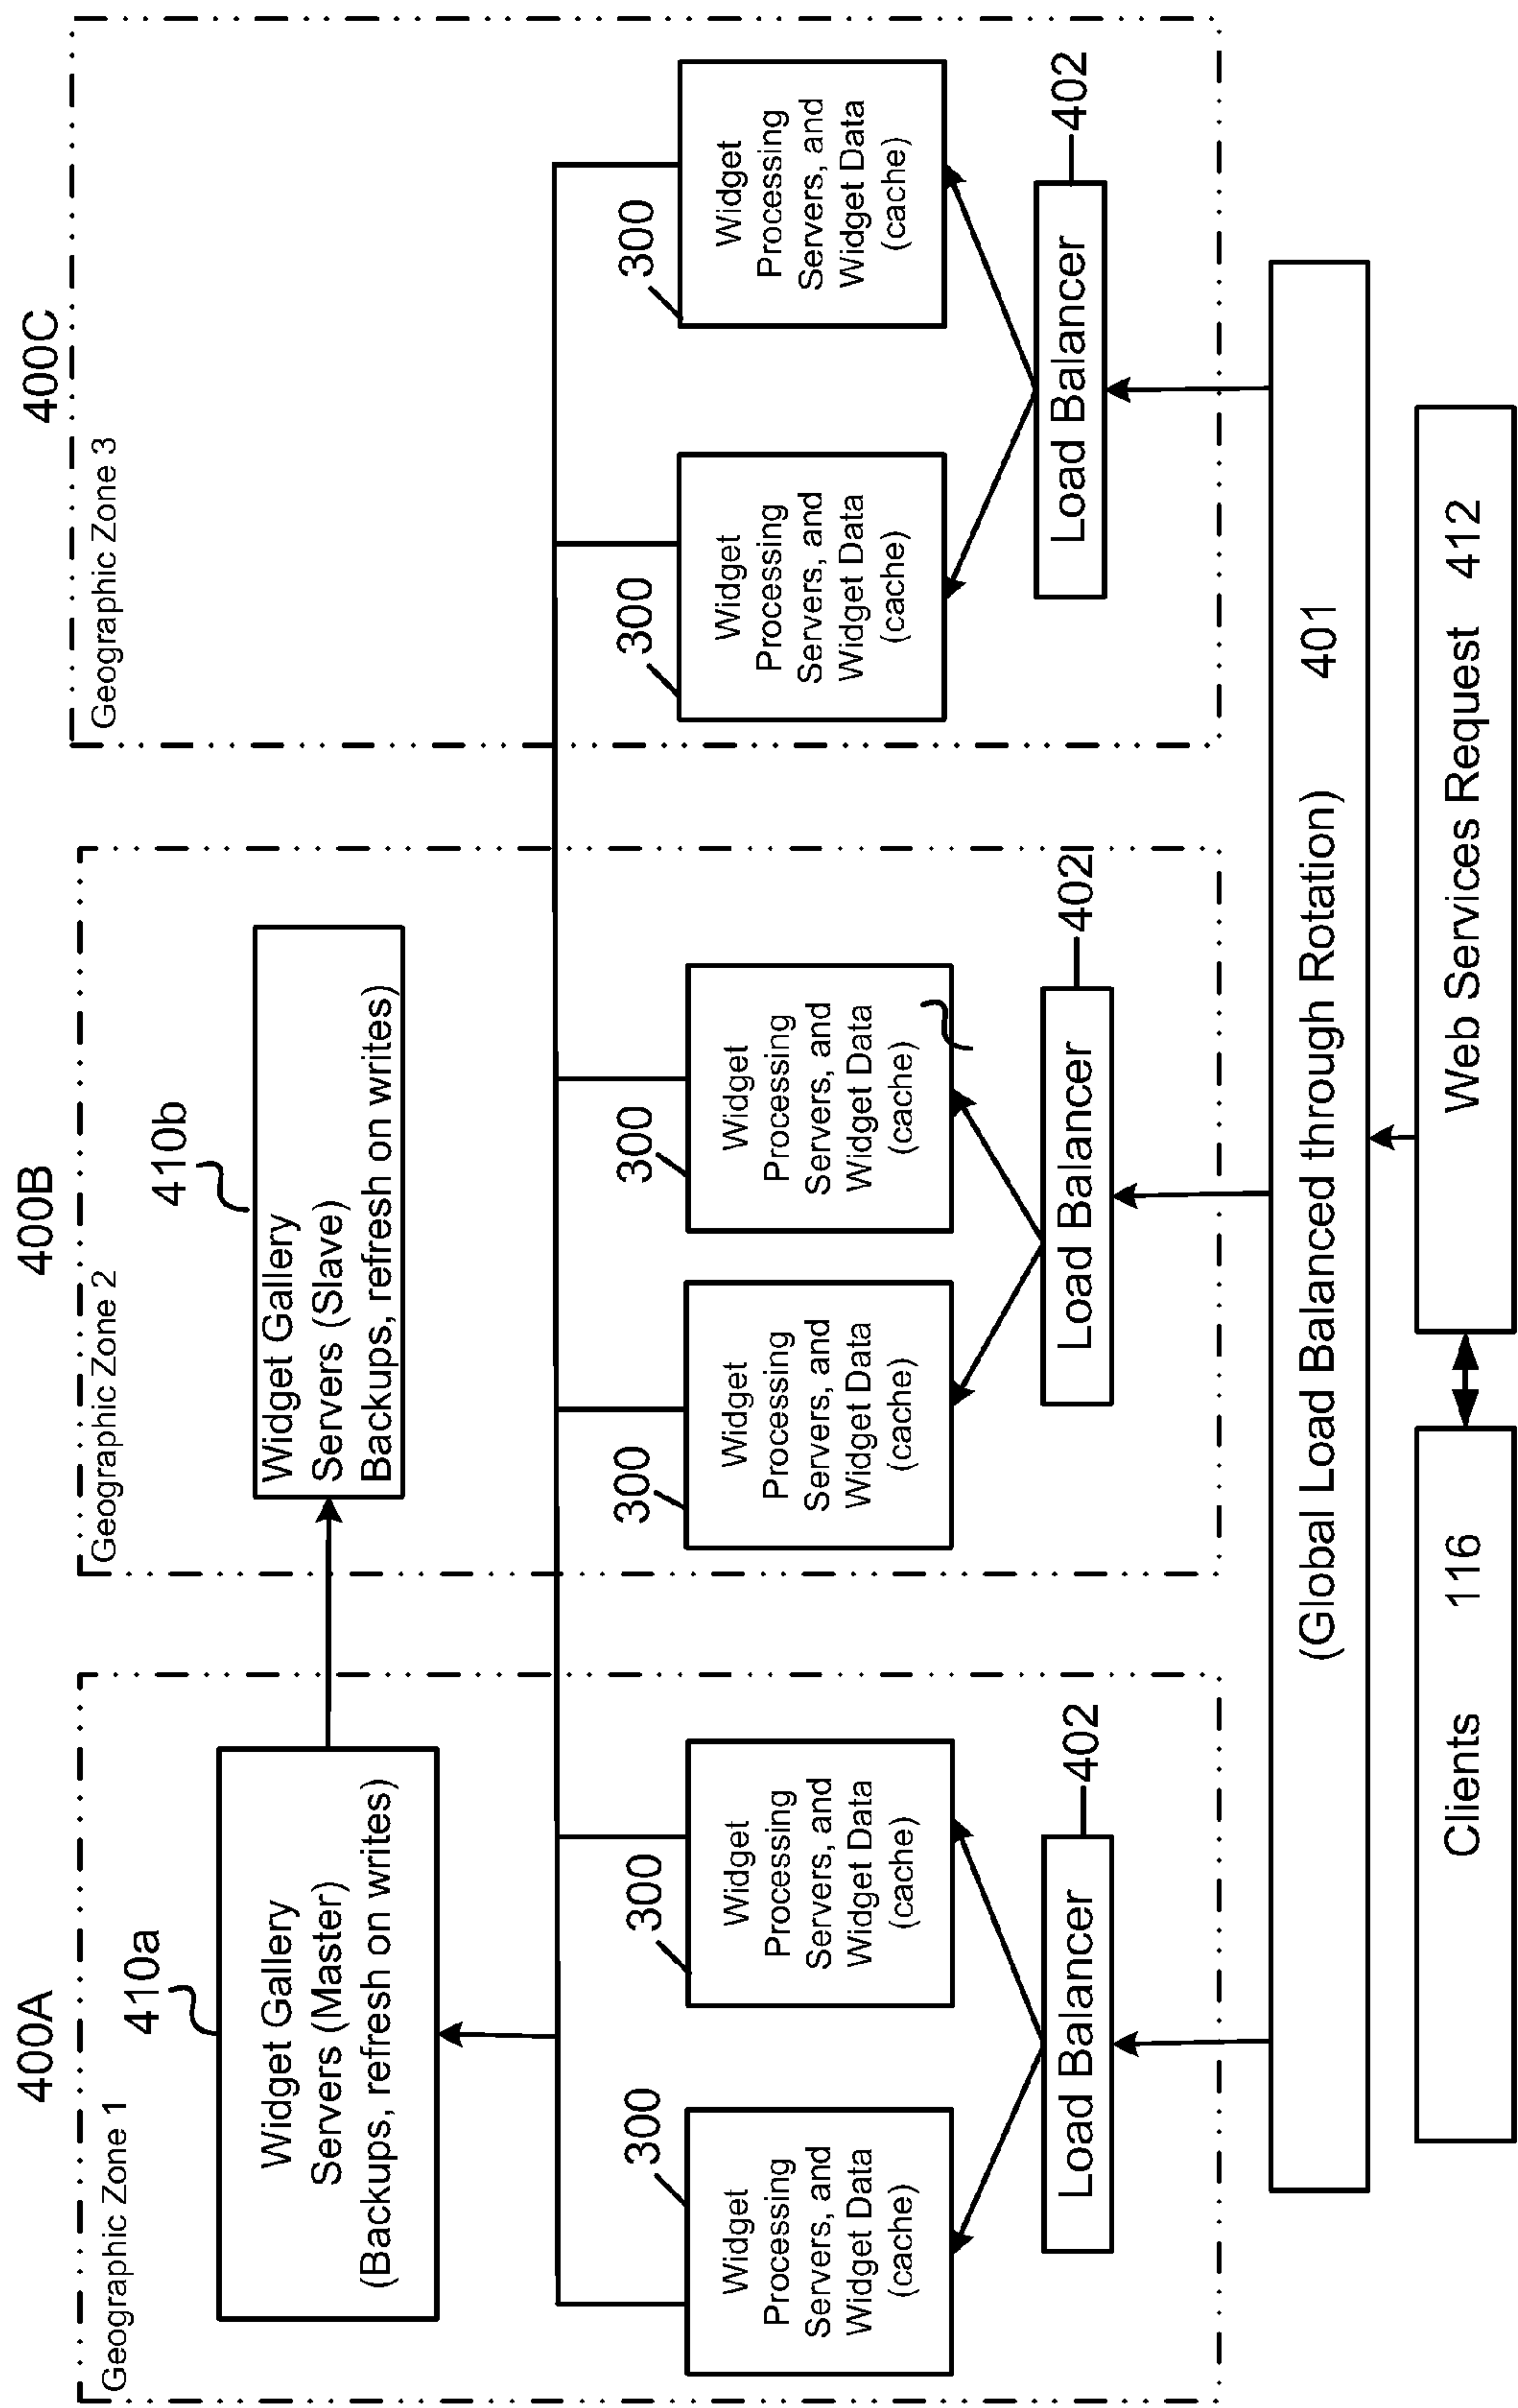 400A
400B
400C
Geographic Zone 1
Geographic Zone 2
Geographic Zone 3
410a
Widget Gallery
Servers (Master)
(Backups, refresh on writes)
410b
Widget Gallery
Servers (Slave)
Backups, refresh on writes)
300
Widget
Processing
Servers, and
Widget Data
(cache)
300
Widget
Processing
Servers, and
Widget Data
(cache)
300
Widget
Processing
Servers, and
Widget Data
(cache)
300
Widget
Processing
Servers, and
Widget Data
(cache)
300
Widget
Processing
Servers, and
Widget Data
(cache)
300
Widget
Processing
Servers, and
Widget Data
(cache)
402
Load Balancer
402
Load Balancer
402
Load Balancer
(Global Load Balanced through Rotation) 401
Clients 116
Web Services Request 412